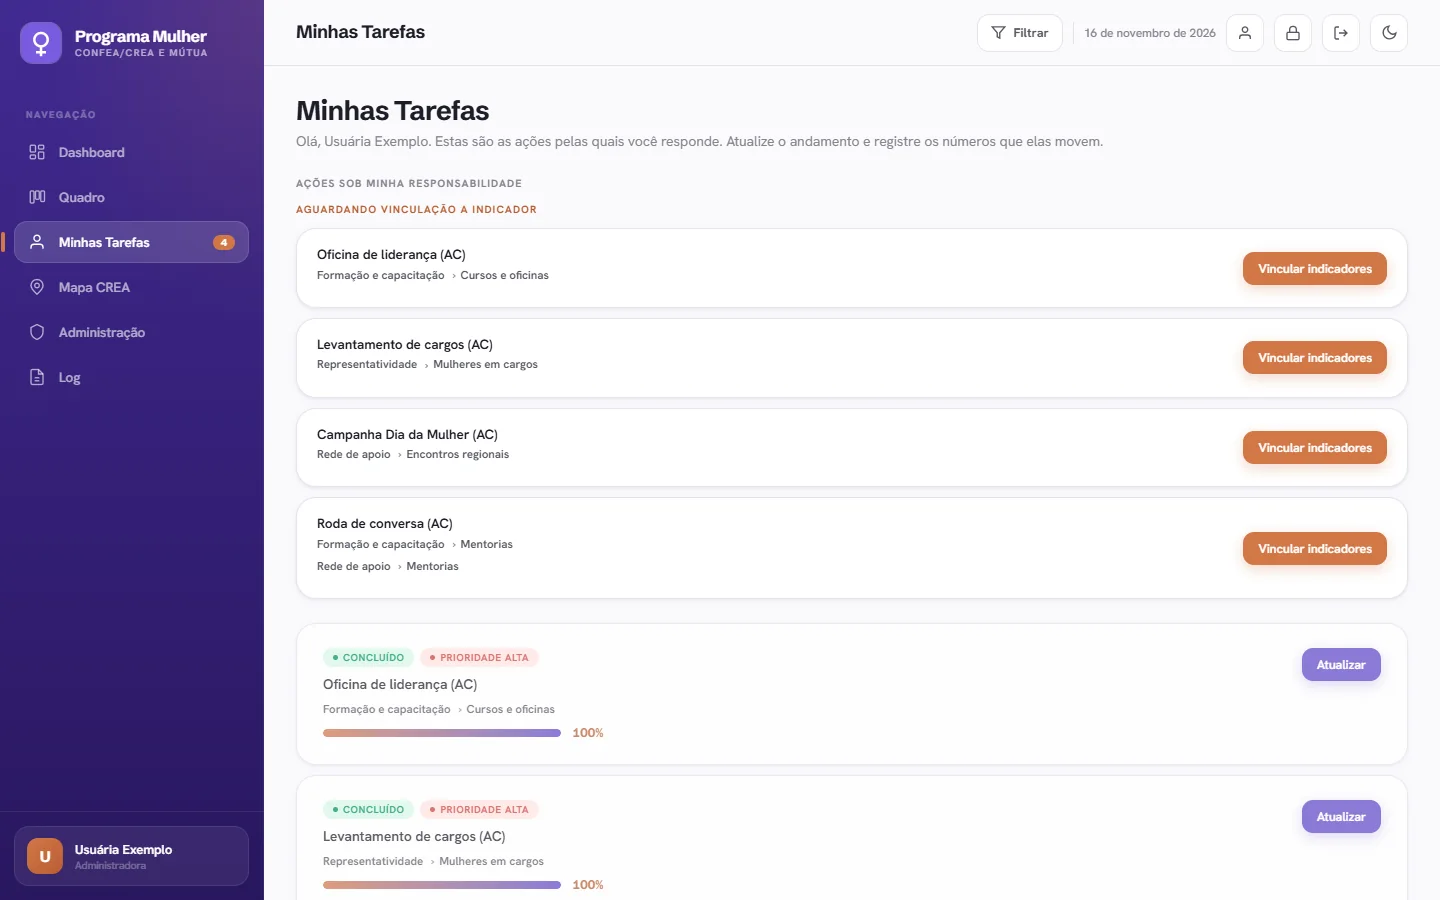 Programa Mulher
CONFEA/CREA E MÚTUA
NAVEGAÇÃO
Dashboard
Quadro
Minhas Tarefas 4
Mapa CREA
Administração
Log
U
Usuária Exemplo
Administradora
Minhas Tarefas
Filtrar
16 de novembro de 2026
Minhas Tarefas
Olá, Usuária Exemplo. Estas são as ações pelas quais você responde. Atualize o andamento e registre os números que elas movem.
AÇÕES SOB MINHA RESPONSABILIDADE
AGUARDANDO VINCULAÇÃO A INDICADOR
Oficina de liderança (AC)
Formação e capacitação › Cursos e oficinas
Vincular indicadores
Levantamento de cargos (AC)
Representatividade › Mulheres em cargos
Vincular indicadores
Campanha Dia da Mulher (AC)
Rede de apoio › Encontros regionais
Vincular indicadores
Roda de conversa (AC)
Formação e capacitação › Mentorias
Rede de apoio › Mentorias
Vincular indicadores
CONCLUÍDO PRIORIDADE ALTA
Oficina de liderança (AC)
Formação e capacitação › Cursos e oficinas
100%
Atualizar
CONCLUÍDO PRIORIDADE ALTA
Levantamento de cargos (AC)
Representatividade › Mulheres em cargos
100%
Atualizar